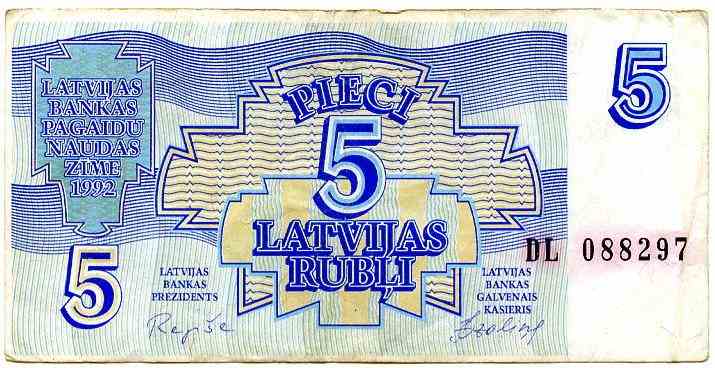 LATVIJAS
BANKAS
PAGAIDU
NAUDAS
ZĪME
1992
PIECI
5
LATVIJAS
RUBĻI
5
DL 088297
5
LATVIJAS
BANKAS
PREZIDENTS
LATVIJAS
BANKAS
GALVENAIS
KASIERIS